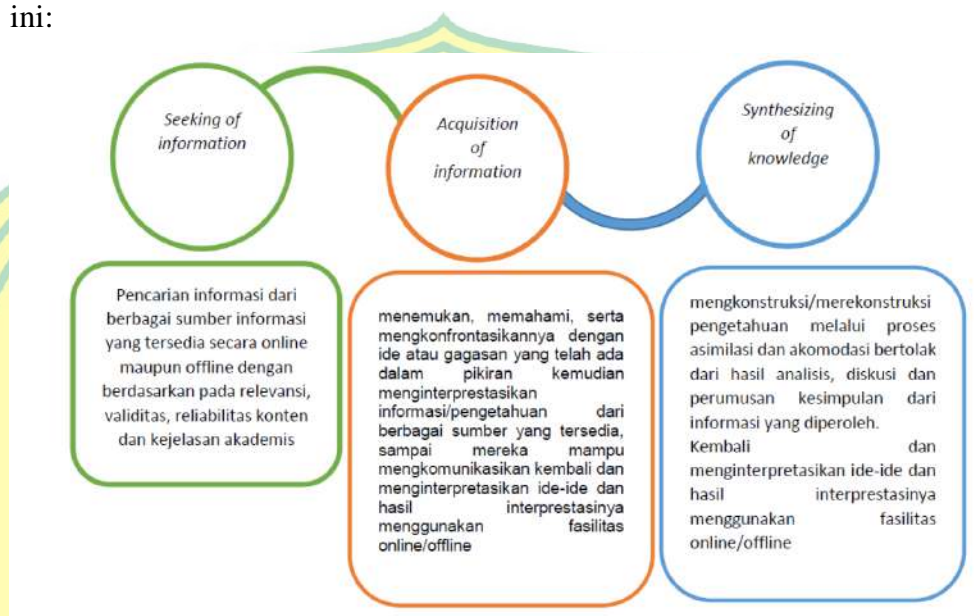 ini:
Seeking of
information
Acquisition
of
information
Synthesizing
of
knowledge
Pencarian informasi dari
berbagai sumber informasi
yang tersedia secara online
maupun offline dengan
berdasarkan pada relevansi,
validitas, reliabilitas konten
dan kejelasan akademis
menemukan, memahami, serta
mengkonfrontasikannya dengan
ide atau gagasan yang telah ada
dalam pikiran kemudian
menginterprestasikan
informasi/pengetahuan dari
berbagai sumber yang tersedia,
sampai mereka mampu
mengkomunikasikan kembali dan
menginterpretasikan ide-ide dan
hasil interprestasinya
menggunakan fasilitas
online/offline
mengkonstruksi/merekonstruksi
pengetahuan melalui proses
asimilasi dan akomodasi bertolak
dari hasil analisis, diskusi dan
perumusan kesimpulan dari
informasi yang diperoleh.
Kembali dan
menginterpretasikan ide-ide dan
hasil interprestasinya
menggunakan fasilitas
online/offline